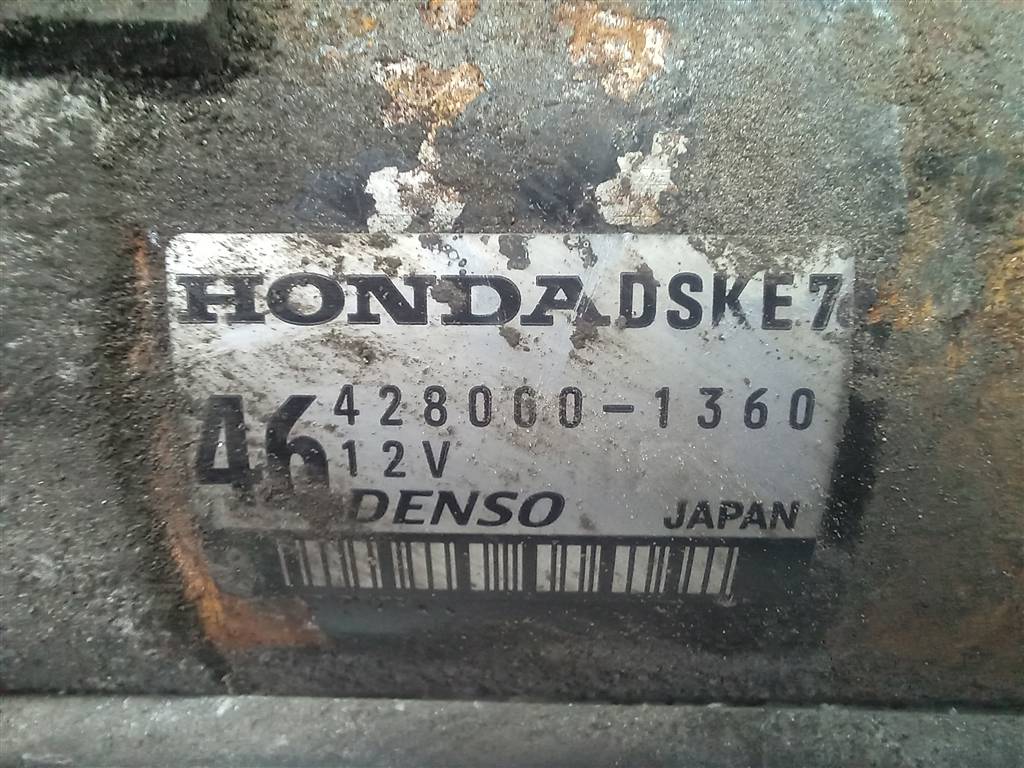 HONDA DSKE7
46 428000-1360
12V
DENSO JAPAN